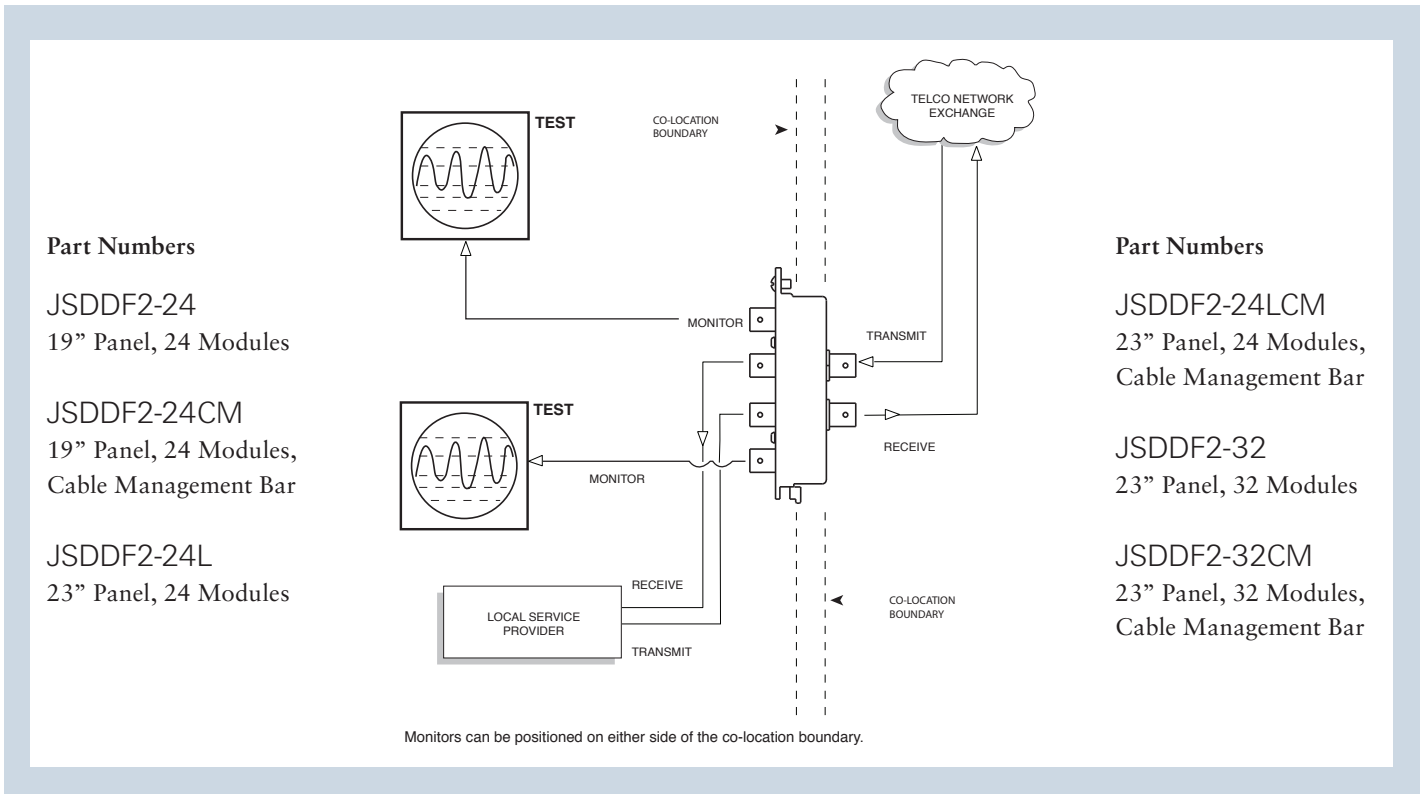 Part Numbers
JSDDF2-24
19” Panel, 24 Modules
JSDDF2-24CM
19” Panel, 24 Modules,
Cable Management Bar
JSDDF2-24L
23” Panel, 24 Modules
TEST
CO-LOCATION
BOUNDARY
TELCO NETWORK
EXCHANGE
MONITOR
TRANSMIT
TEST
MONITOR
RECEIVE
RECEIVE
LOCAL SERVICE
PROVIDER
TRANSMIT
CO-LOCATION
BOUNDARY
Monitors can be positioned on either side of the co-location boundary.
Part Numbers
JSDDF2-24LCM
23” Panel, 24 Modules,
Cable Management Bar
JSDDF2-32
23” Panel, 32 Modules
JSDDF2-32CM
23” Panel, 32 Modules,
Cable Management Bar